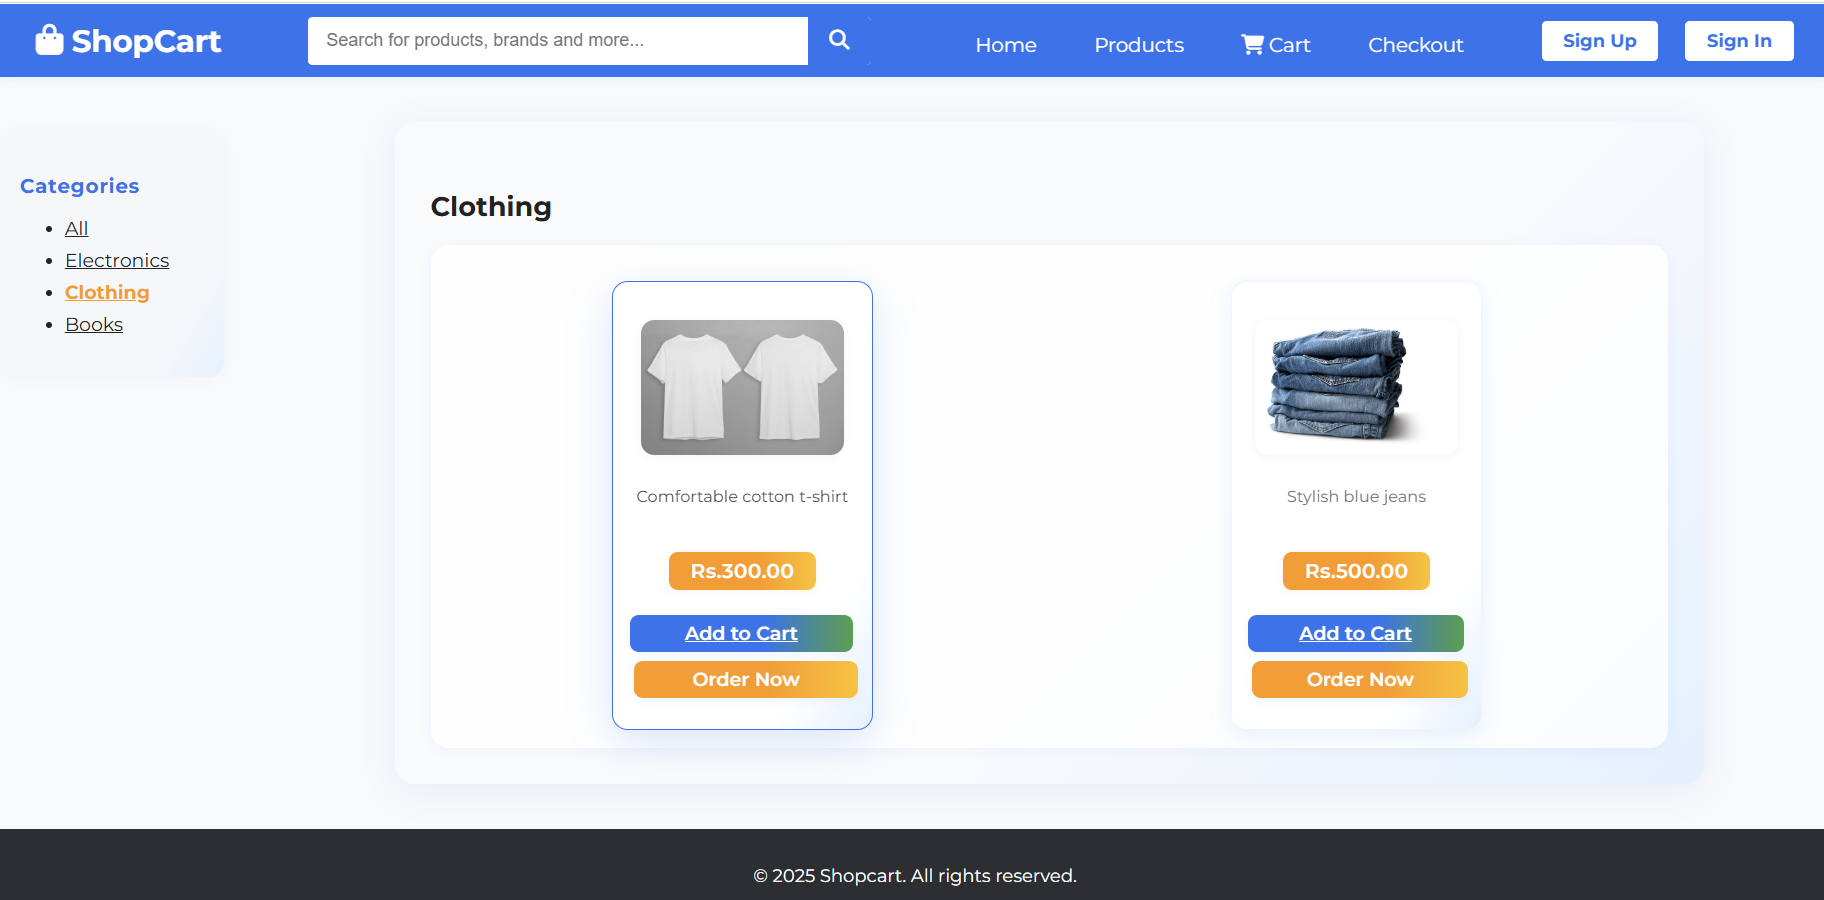 ShopCart
Search for products, brands and more...
Home
Products
Cart
Checkout
Sign Up
Sign In
Categories
All
Electronics
Clothing
Books
Clothing
Comfortable cotton t-shirt
Rs.300.00
Add to Cart
Order Now
Stylish blue jeans
Rs.500.00
Add to Cart
Order Now
© 2025 Shopcart. All rights reserved.